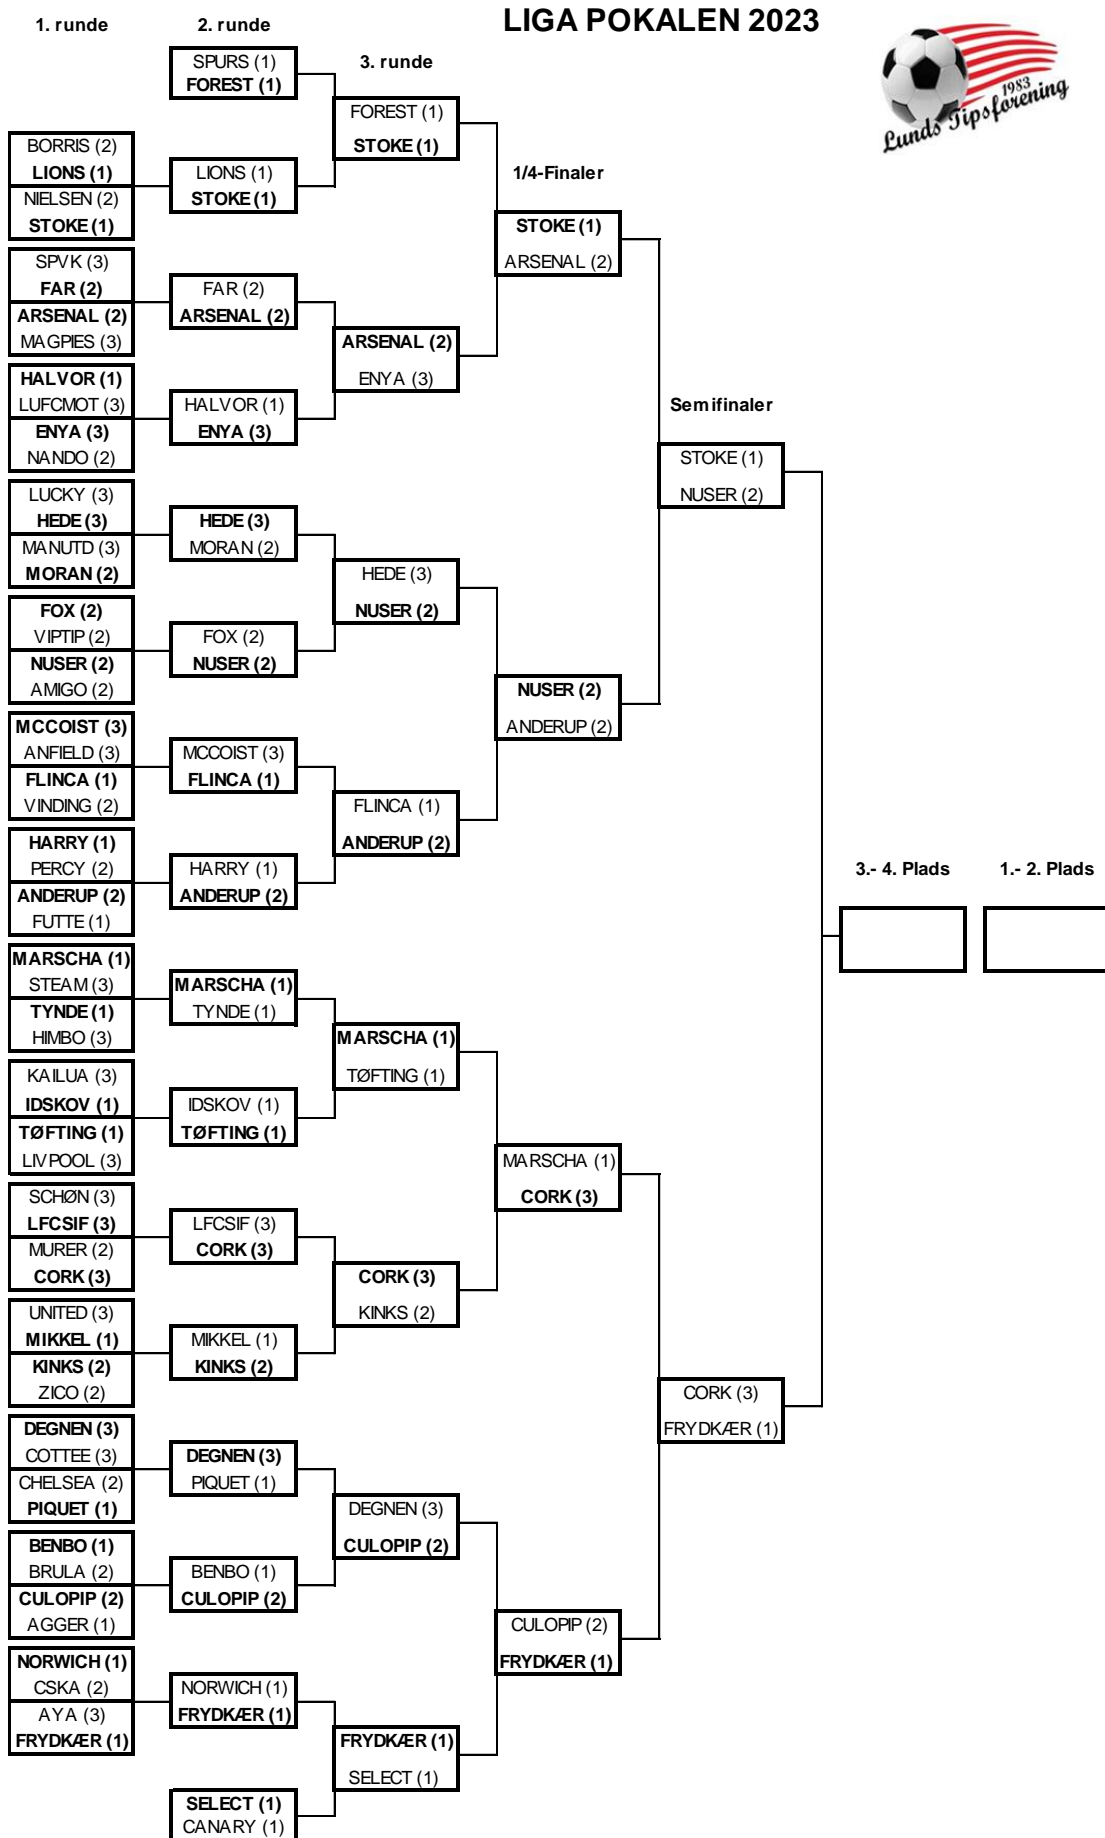 LIGA POKALEN 2023
1983
Lunds Tipsforening
1. runde
BORRIS (2)
LIONS (1)
NIELSEN (2)
STOKE (1)
SPVK (3)
FAR (2)
ARSENAL (2)
MAGPIES (3)
HALVOR (1)
LUFCMOT (3)
ENYA (3)
NANDO (2)
LUCKY (3)
HEDE (3)
MANUTD (3)
MORAN (2)
FOX (2)
VIPTIP (2)
NUSER (2)
AMIGO (2)
MCCOIST (3)
ANFIELD (3)
FLINCA (1)
VINDING (2)
HARRY (1)
PERCY (2)
ANDERUP (2)
FUTTE (1)
MARSCHA (1)
STEAM (3)
TYNDE (1)
HIMBO (3)
KAILUA (3)
IDSKOV (1)
TØFTING (1)
LIVPOOL (3)
SCHØN (3)
LFCSIF (3)
MURER (2)
CORK (3)
UNITED (3)
MIKKEL (1)
KINKS (2)
ZICO (2)
DEGNEN (3)
COTTEE (3)
CHELSEA (2)
PIQUET (1)
BENBO (1)
BRULA (2)
CULOPIP (2)
AGGER (1)
NORWICH (1)
CSKA (2)
AYA (3)
FRYDKÆR (1)
2. runde
SPURS (1)
FOREST (1)
LIONS (1)
STOKE (1)
FAR (2)
ARSENAL (2)
HALVOR (1)
ENYA (3)
HEDE (3)
MORAN (2)
FOX (2)
NUSER (2)
MCCOIST (3)
FLINCA (1)
HARRY (1)
ANDERUP (2)
MARSCHA (1)
TYNDE (1)
IDSKOV (1)
TØFTING (1)
LFCSIF (3)
CORK (3)
MIKKEL (1)
KINKS (2)
DEGNEN (3)
PIQUET (1)
BENBO (1)
CULOPIP (2)
NORWICH (1)
FRYDKÆR (1)
SELECT (1)
CANARY (1)
3. runde
FOREST (1)
STOKE (1)
ARSENAL (2)
ENYA (3)
HEDE (3)
NUSER (2)
FLINCA (1)
ANDERUP (2)
MARSCHA (1)
TØFTING (1)
CORK (3)
KINKS (2)
DEGNEN (3)
CULOPIP (2)
FRYDKÆR (1)
SELECT (1)
1/4-Finaler
STOKE (1)
ARSENAL (2)
NUSER (2)
ANDERUP (2)
MARSCHA (1)
CORK (3)
CULOPIP (2)
FRYDKÆR (1)
Semifinaler
STOKE (1)
NUSER (2)
CORK (3)
FRYDKÆR (1)
3.- 4. Plads
1.- 2. Plads